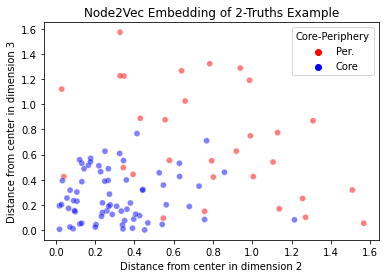 Node2Vec Embedding of 2-Truths Example
Core-Periphery
Per.
Core
Distance from center in dimension 3
1.6
1.4
1.2
1.0
0.8
0.6
0.4
0.2
0.0
0.0 0.2 0.4 0.6 0.8 1.0 1.2 1.4 1.6
Distance from center in dimension 2